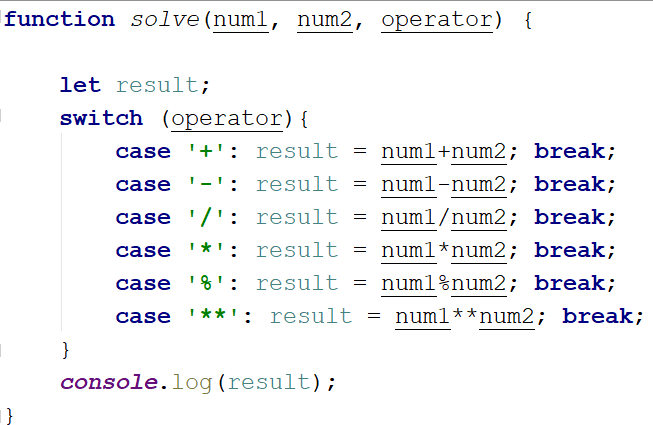 function solve(num1, num2, operator) {
let result;
switch (operator){
case '+': result = num1+num2; break;
case '-': result = num1-num2; break;
case '/': result = num1/num2; break;
case '*': result = num1*num2; break;
case '%': result = num1%num2; break;
case '**': result = num1**num2; break;
}
console.log(result);
}